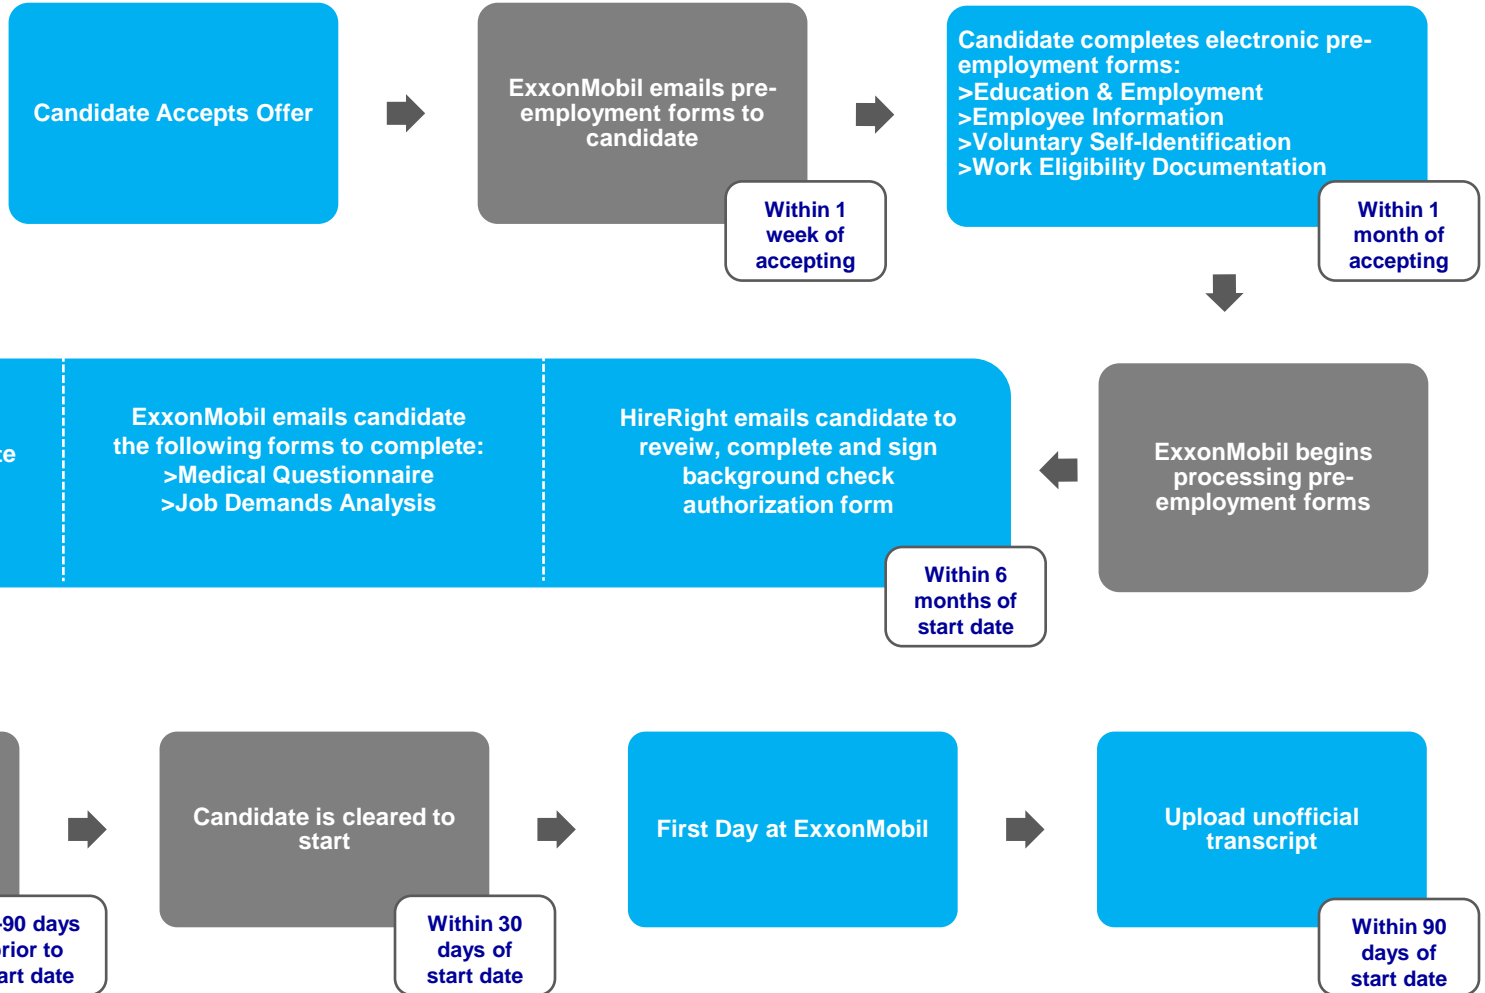 Candidate Accepts Offer
ExxonMobil emails pre-
employment forms to
candidate
Within 1
week of
accepting
Candidate completes electronic pre-
employment forms:
>Education & Employment
>Employee Information
>Voluntary Self-Identification
>Work Eligibility Documentation
Within 1
month of
accepting
ExxonMobil emails candidate
the following forms to complete:
>Medical Questionnaire
>Job Demands Analysis
HireRight emails candidate to
reveiw, complete and sign
background check
authorization form
Within 6
months of
start date
ExxonMobil begins
processing pre-
employment forms
90 days
to
date
Candidate is cleared to
start
Within 30
days of
start date
First Day at ExxonMobil
Upload unofficial
transcript
Within 90
days of
start date